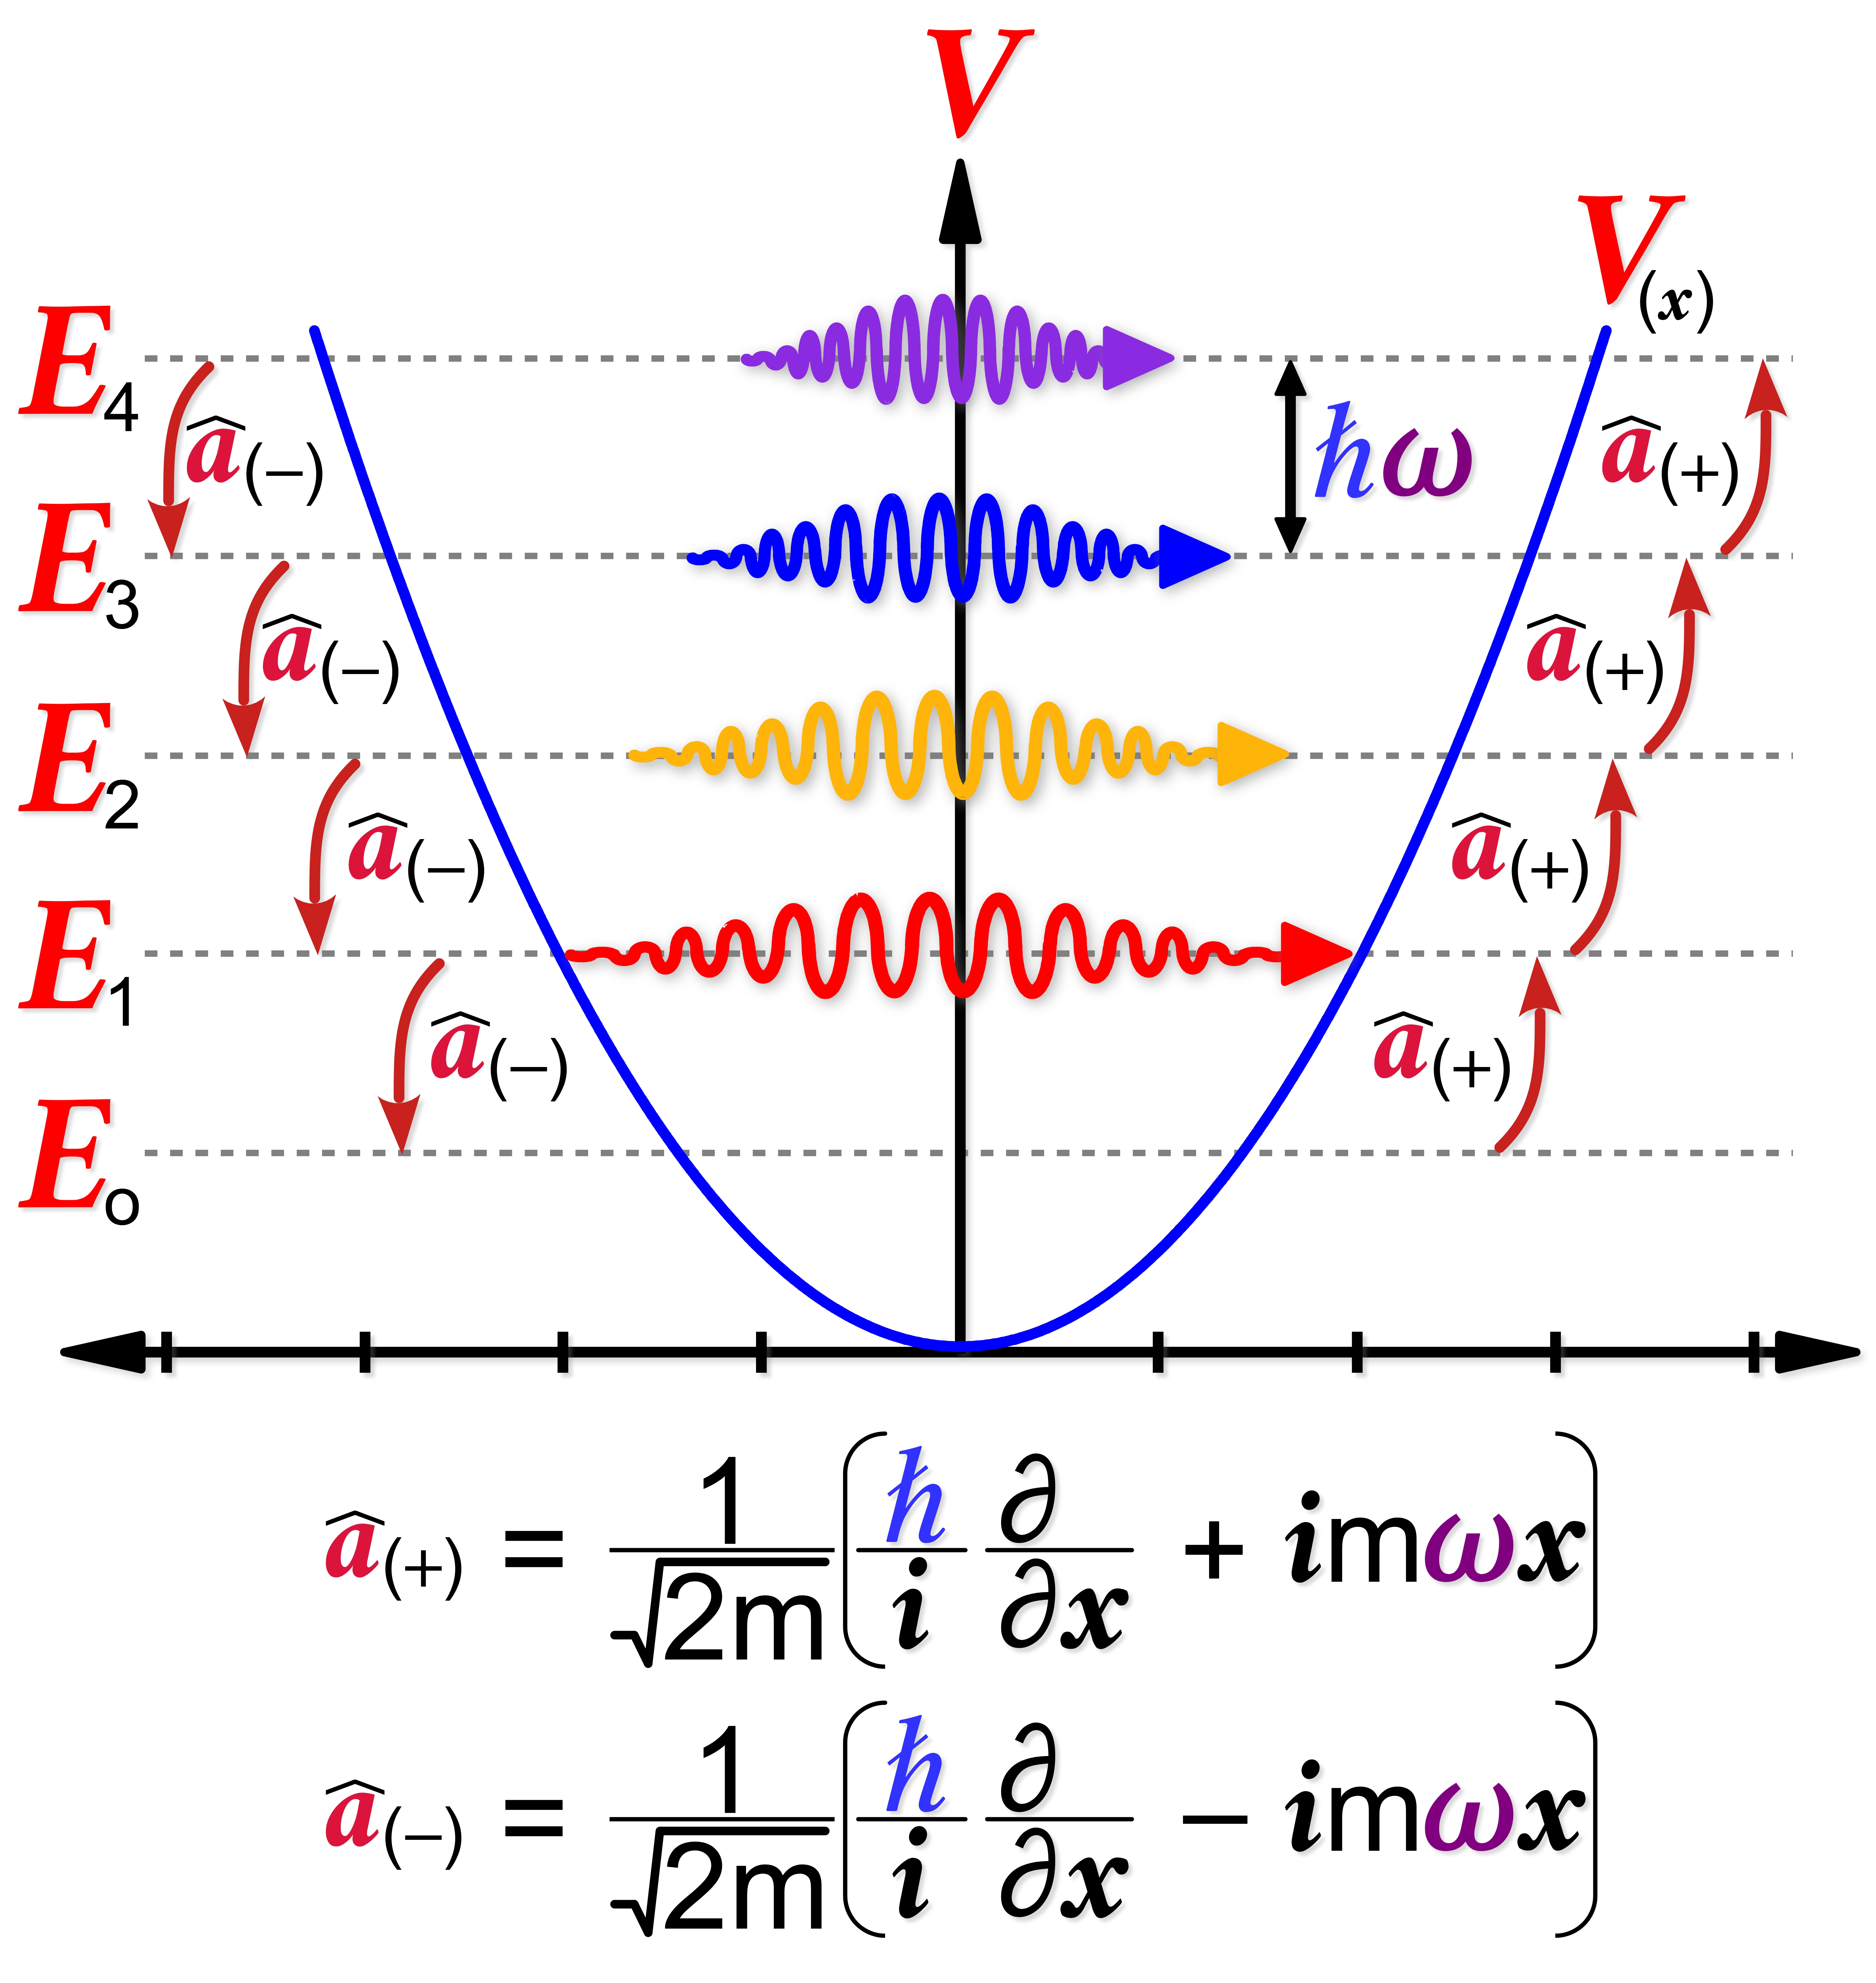 V
V(x)
E4
â(−) ħω â(+)
E3
â(−) â(+)
E2
â(−) â(+)
E1
â(−) â(+)
Eo
â(+) = 1/√2m (ħ/i ∂/∂x + imωx)
â(−) = 1/√2m (ħ/i ∂/∂x − imωx)